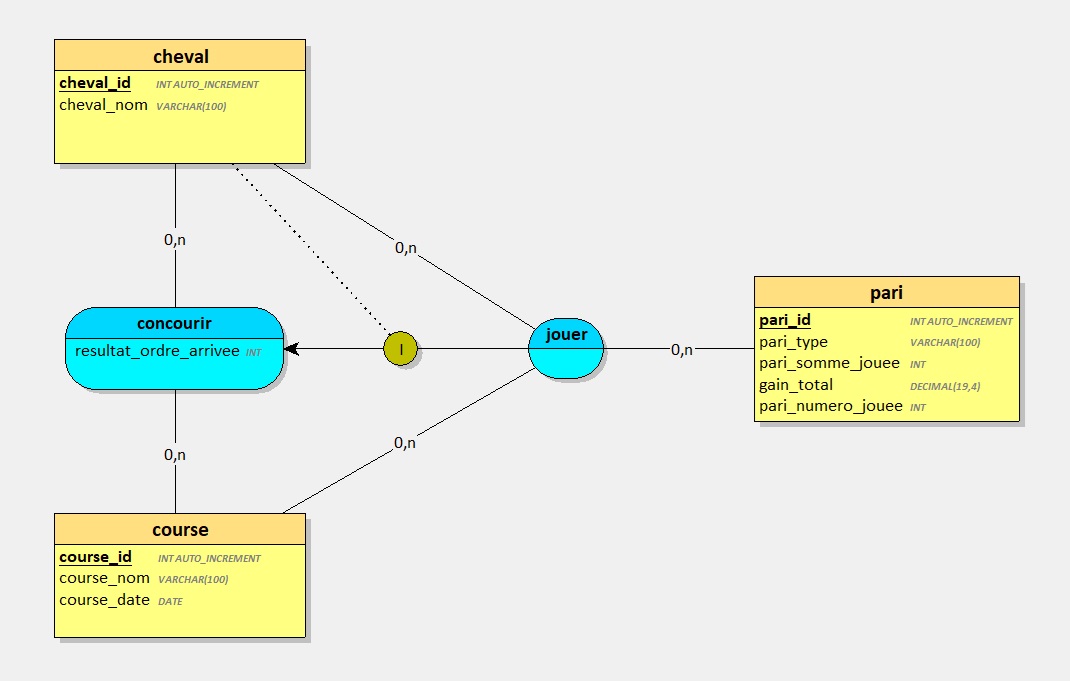 cheval
cheval_id INT AUTO_INCREMENT
cheval_nom VARCHAR(100)
0,n
0,n
concourir
resultat_ordre_arrivee INT
I
jouer
0,n
pari
pari_id INT AUTO_INCREMENT
pari_type VARCHAR(100)
pari_somme_jouee INT
gain_total DECIMAL(19,4)
pari_numero_jouee INT
0,n
0,n
course
course_id INT AUTO_INCREMENT
course_nom VARCHAR(100)
course_date DATE